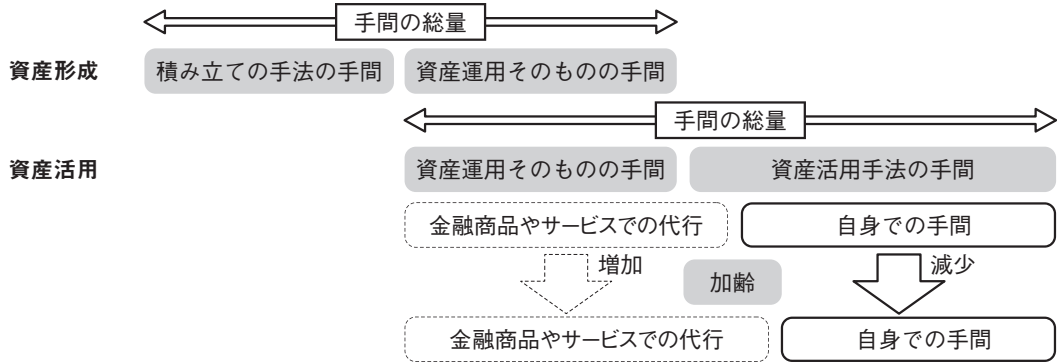 手間の総量
資産形成
積み立ての手法の手間
資産運用そのものの手間
手間の総量
資産活用
資産運用そのものの手間
資産活用手法の手間
金融商品やサービスでの代行
自身での手間
増加
加齢
減少
金融商品やサービスでの代行
自身での手間